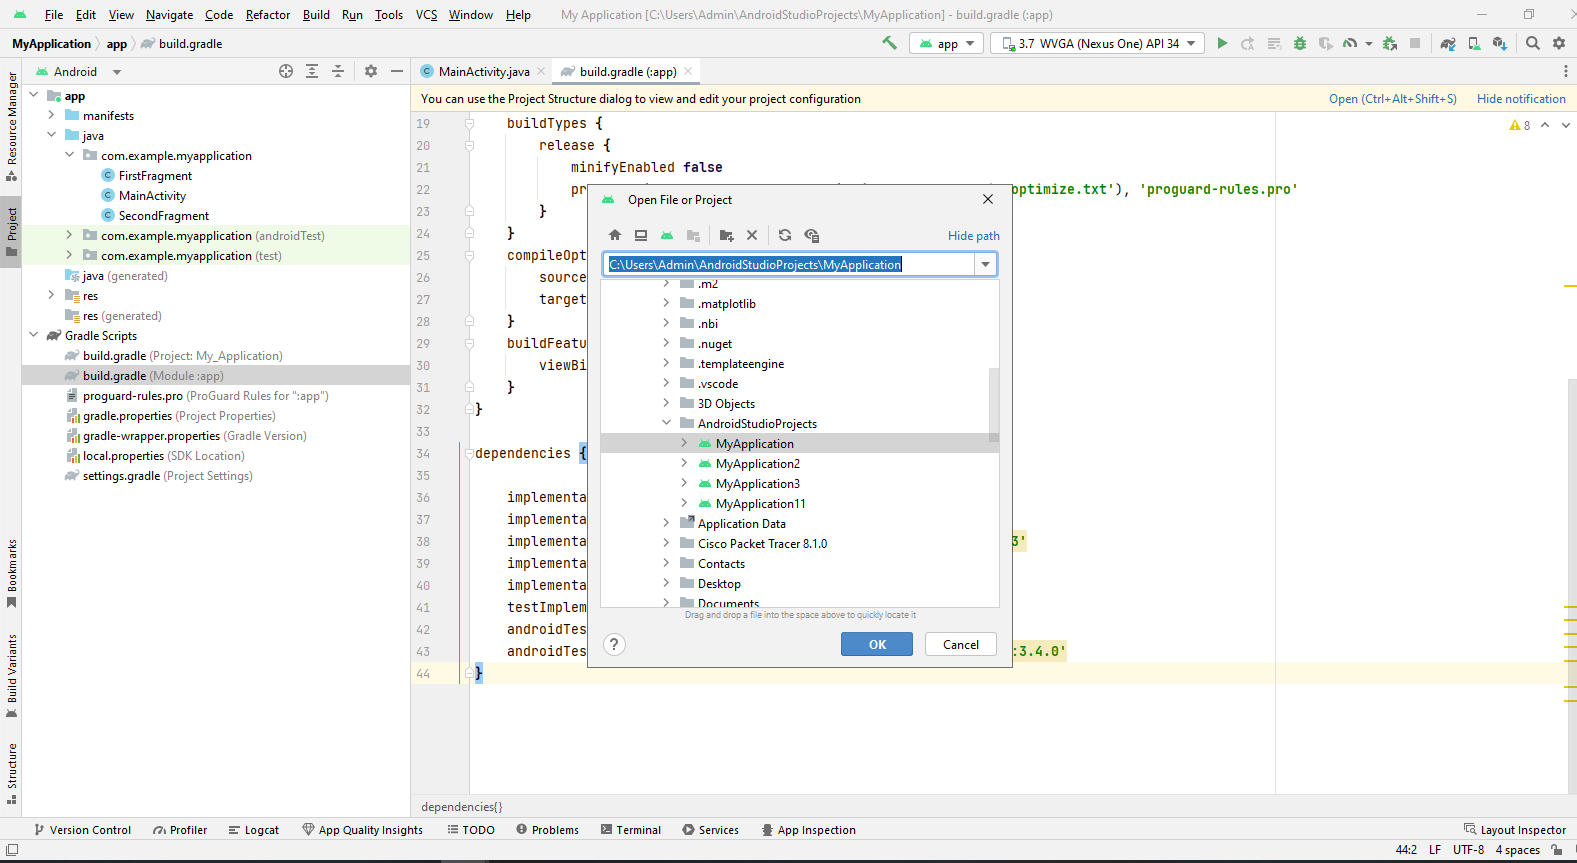 File Edit View Navigate Code Refactor Build Run Tools VCS Window Help My Application [C:\Users\Admin\AndroidStudioProjects\MyApplication] - build.gradle (:app)
MyApplication app build.gradle app 3.7 WVGA (Nexus One) API 34
Android MainActivity.java build.gradle (:app)
You can use the Project Structure dialog to view and edit your project configuration Open (Ctrl+Alt+Shift+S) Hide notification
Resource Manager
Project
Bookmarks
Build Variants
Structure
app
manifests
java
com.example.myapplication
FirstFragment
MainActivity
SecondFragment
com.example.myapplication (androidTest)
com.example.myapplication (test)
java (generated)
res
res (generated)
Gradle Scripts
build.gradle (Project: My_Application)
build.gradle (Module :app)
proguard-rules.pro (ProGuard Rules for ":app")
gradle.properties (Project Properties)
gradle-wrapper.properties (Gradle Version)
local.properties (SDK Location)
settings.gradle (Project Settings)
8
19 buildTypes {
20 release {
21 minifyEnabled false
22 pr optimize.txt'), 'proguard-rules.pro'
23 }
24 }
25 compileOpt
26 source
27 target
28 }
29 buildFeatu
30 viewBi
31 }
32 }
33
34 dependencies {
35
36 implementa
37 implementa
38 implementa 3'
39 implementa
40 implementa
41 testImplem
42 androidTes
43 androidTes :3.4.0'
44 }
Open File or Project
Hide path
C:\Users\Admin\AndroidStudioProjects\MyApplication
.m2
.matplotlib
.nbi
.nuget
.templateengine
.vscode
3D Objects
AndroidStudioProjects
MyApplication
MyApplication2
MyApplication3
MyApplication11
Application Data
Cisco Packet Tracer 8.1.0
Contacts
Desktop
Documents
Drag and drop a file into the space above to quickly locate it
? OK Cancel
dependencies{}
Version Control Profiler Logcat App Quality Insights TODO Problems Terminal Services App Inspection Layout Inspector
44:2 LF UTF-8 4 spaces